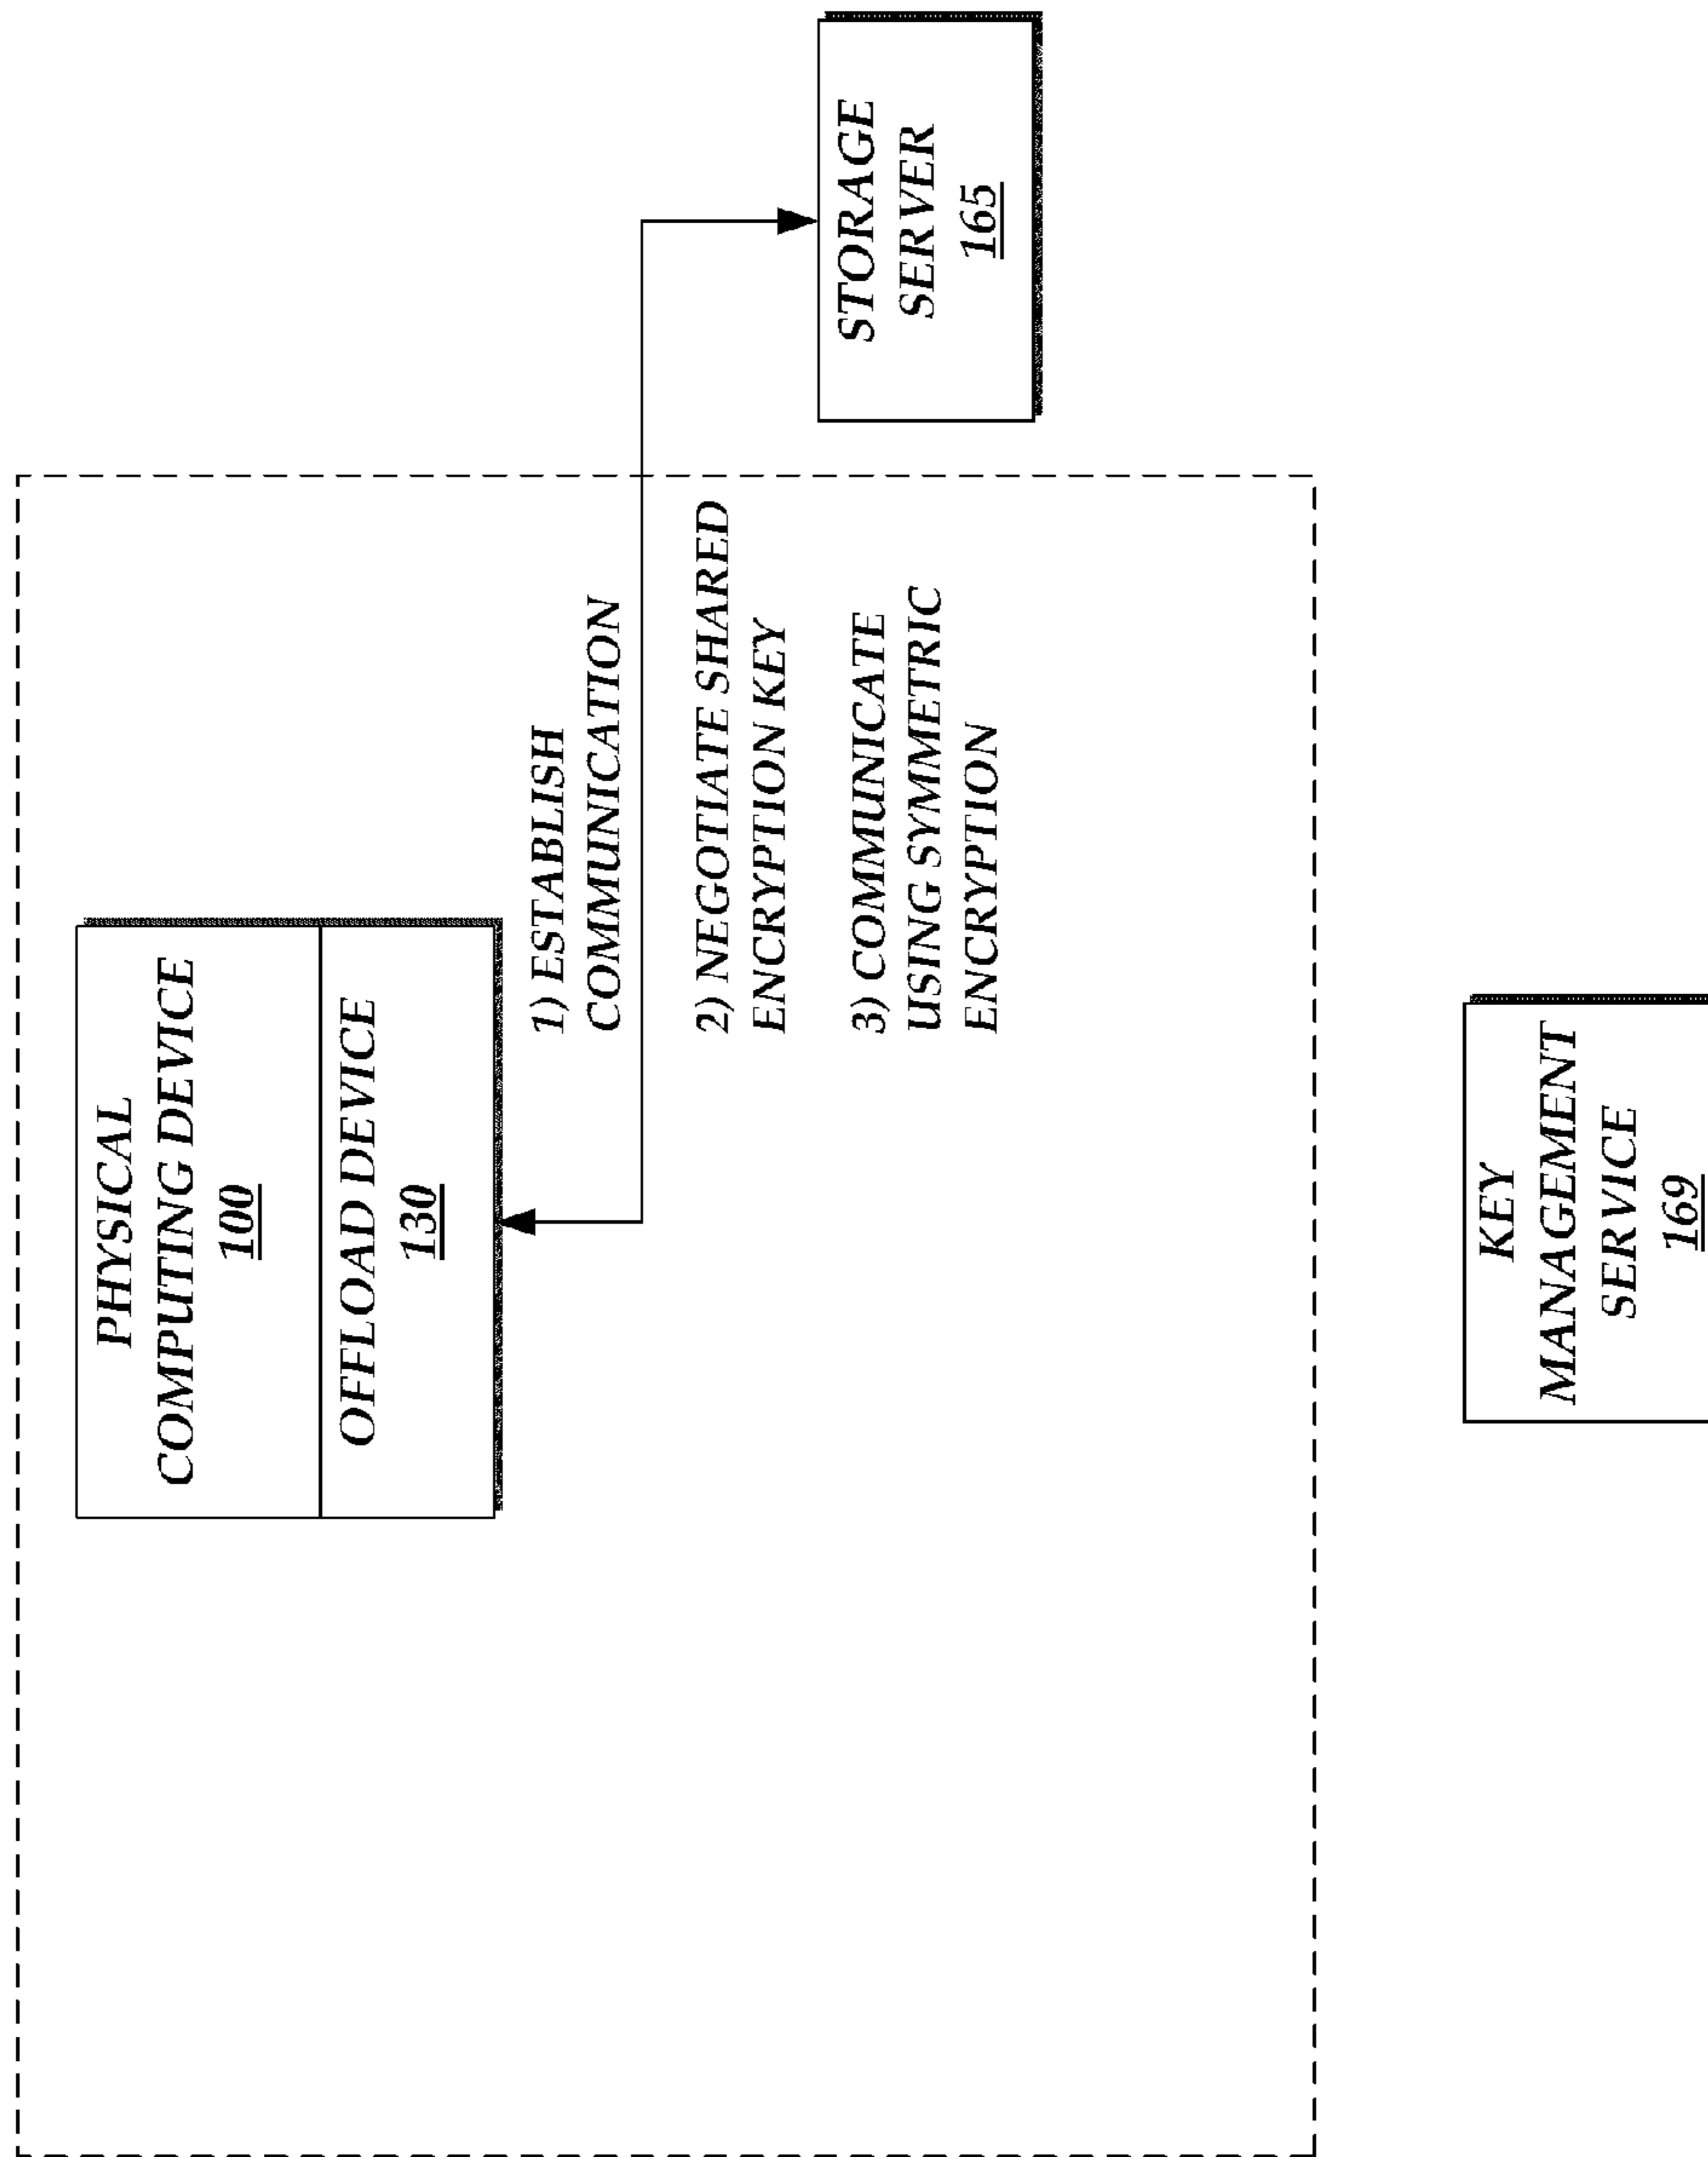 PHYSICAL
COMPUTING DEVICE
100
OFFLOAD DEVICE
130
1) ESTABLISH
COMMUNICATION
2) NEGOTIATE SHARED
ENCRYPTION KEY
3) COMMUNICATE
USING SYMMETRIC
ENCRYPTION
STORAGE
SERVER
165
KEY
MANAGEMENT
SERVICE
169